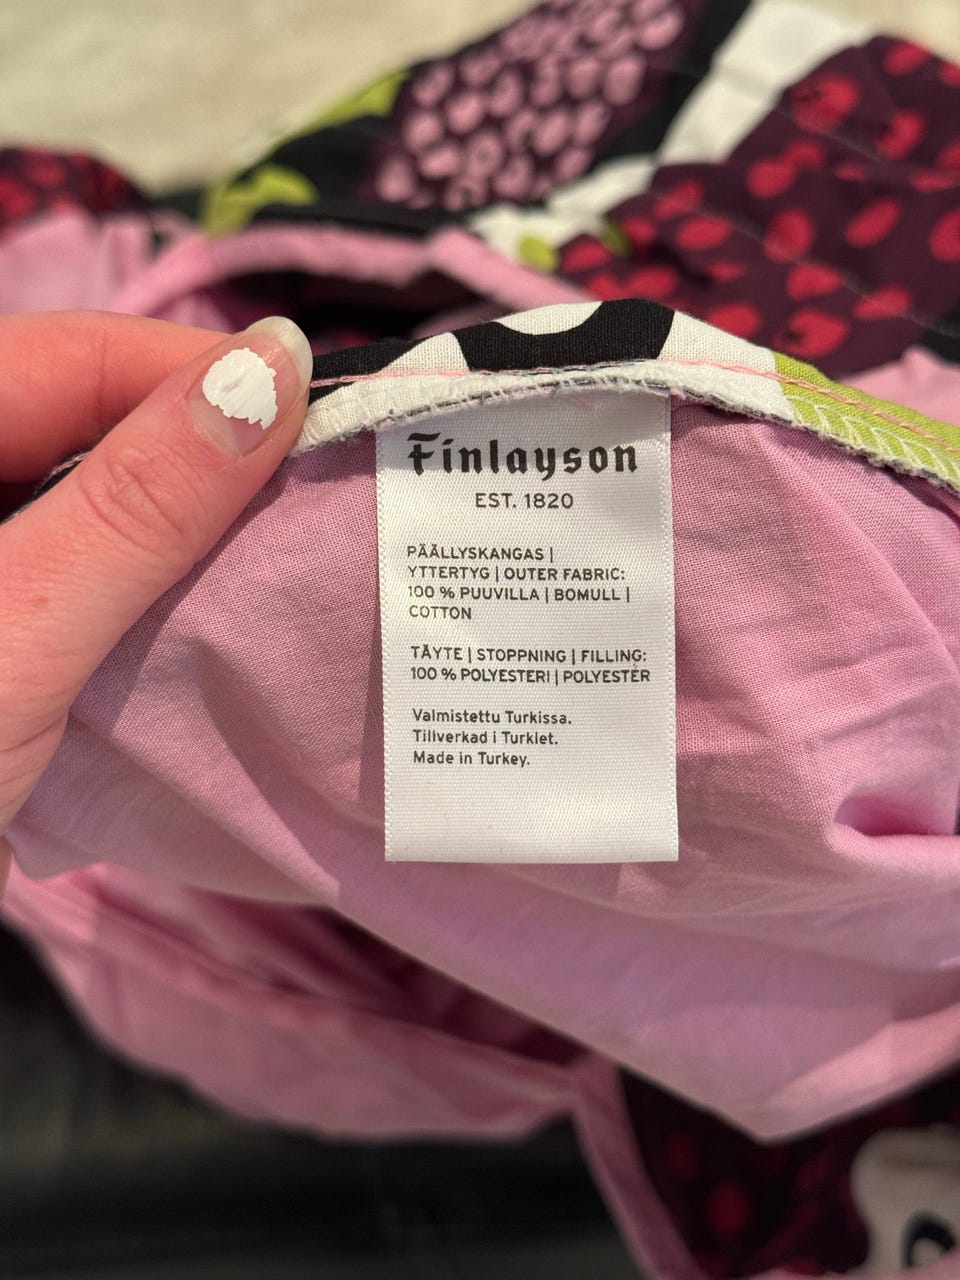 Finlayson
EST. 1820
PÄÄLLYSKANGAS |
YTTERTYG | OUTER FABRIC:
100 % PUUVILLA | BOMULL |
COTTON
TÄYTE | STOPPNING | FILLING:
100 % POLYESTERI | POLYESTER
Valmistettu Turkissa.
Tillverkad i Turkiet.
Made in Turkey.